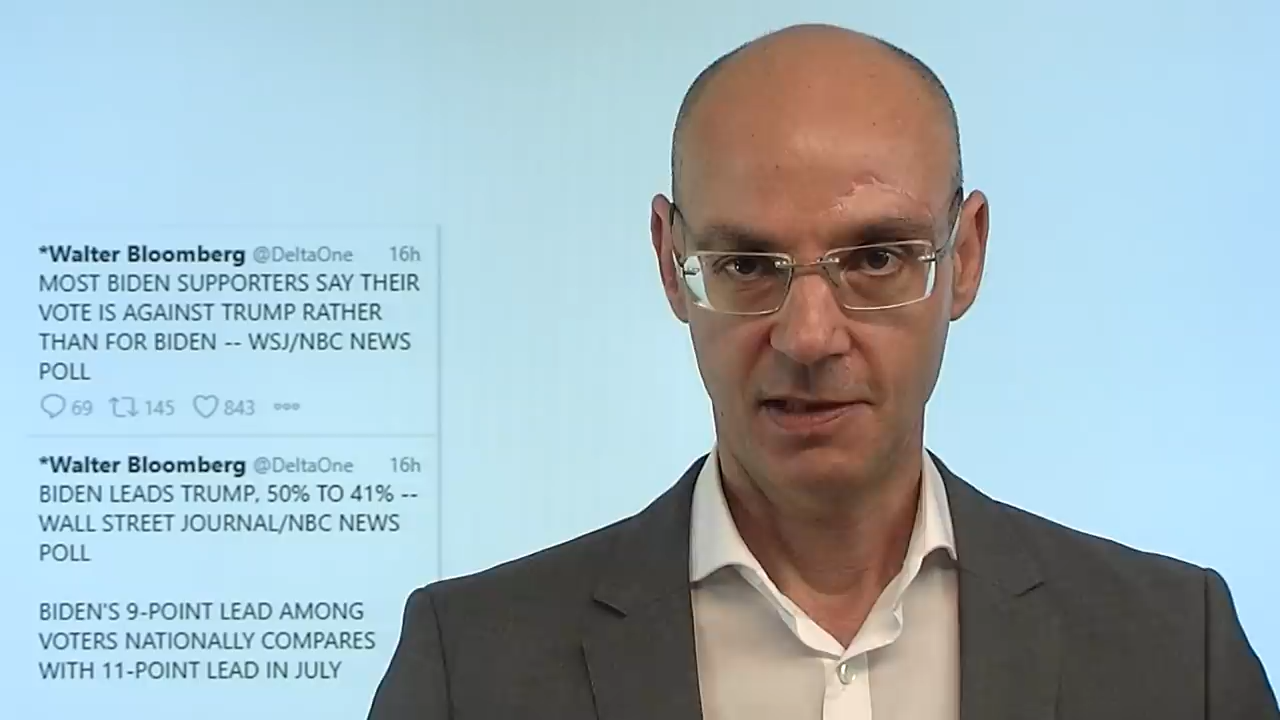 *Walter Bloomberg @DeltaOne 16h
MOST BIDEN SUPPORTERS SAY THEIR
VOTE IS AGAINST TRUMP RATHER
THAN FOR BIDEN -- WSJ/NBC NEWS
POLL
69 145 843
*Walter Bloomberg @DeltaOne 16h
BIDEN LEADS TRUMP, 50% TO 41% --
WALL STREET JOURNAL/NBC NEWS
POLL
BIDEN'S 9-POINT LEAD AMONG
VOTERS NATIONALLY COMPARES
WITH 11-POINT LEAD IN JULY